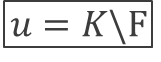 u = K\F